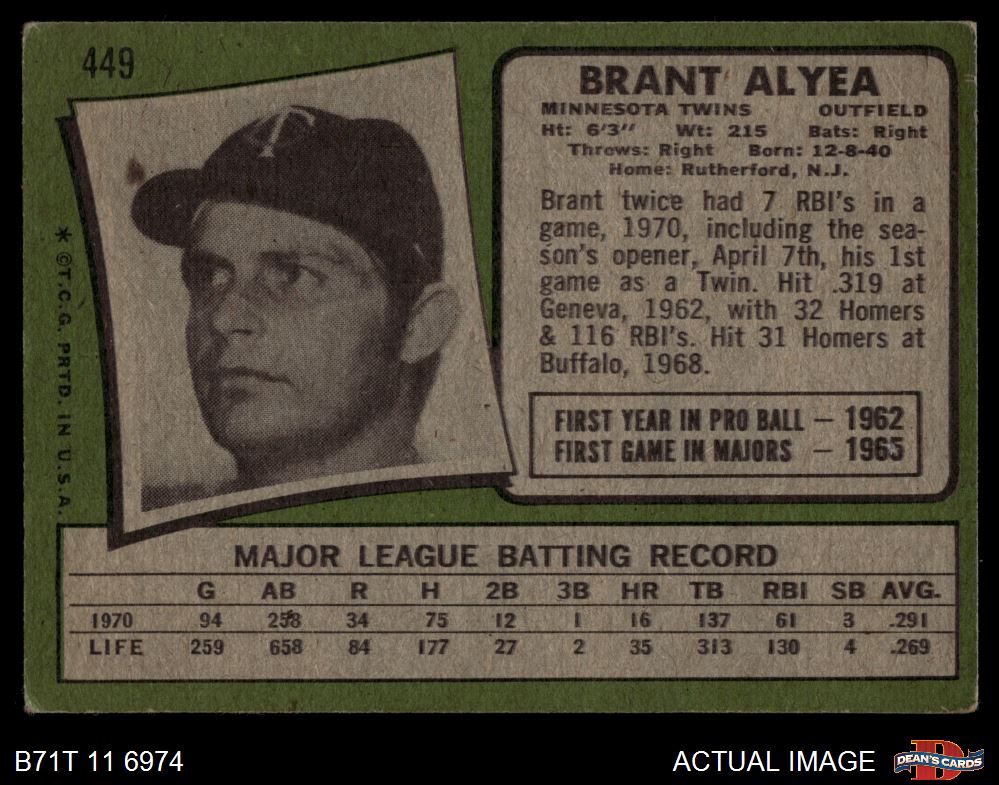 449
* ©T.C.G. PRTD. IN U.S.A.
T
BRANT ALYEA
MINNESOTA TWINS OUTFIELD
Ht: 6'3" Wt: 215 Bats: Right
Throws: Right Born: 12-8-40
Home: Rutherford, N.J.
Brant twice had 7 RBI's in a
game, 1970, including the sea-
son's opener, April 7th, his 1st
game as a Twin. Hit .319 at
Geneva, 1962, with 32 Homers
& 116 RBI's. Hit 31 Homers at
Buffalo, 1968.
FIRST YEAR IN PRO BALL — 1962
FIRST GAME IN MAJORS — 1965
MAJOR LEAGUE BATTING RECORD
G AB R H 2B 3B HR TB RBI SB AVG.
1970 94 258 34 75 12 1 16 137 61 3 .291
LIFE 259 658 84 177 27 2 35 313 130 4 .269
B71T 11 6974 ACTUAL IMAGE
D
DEAN'S CARDS